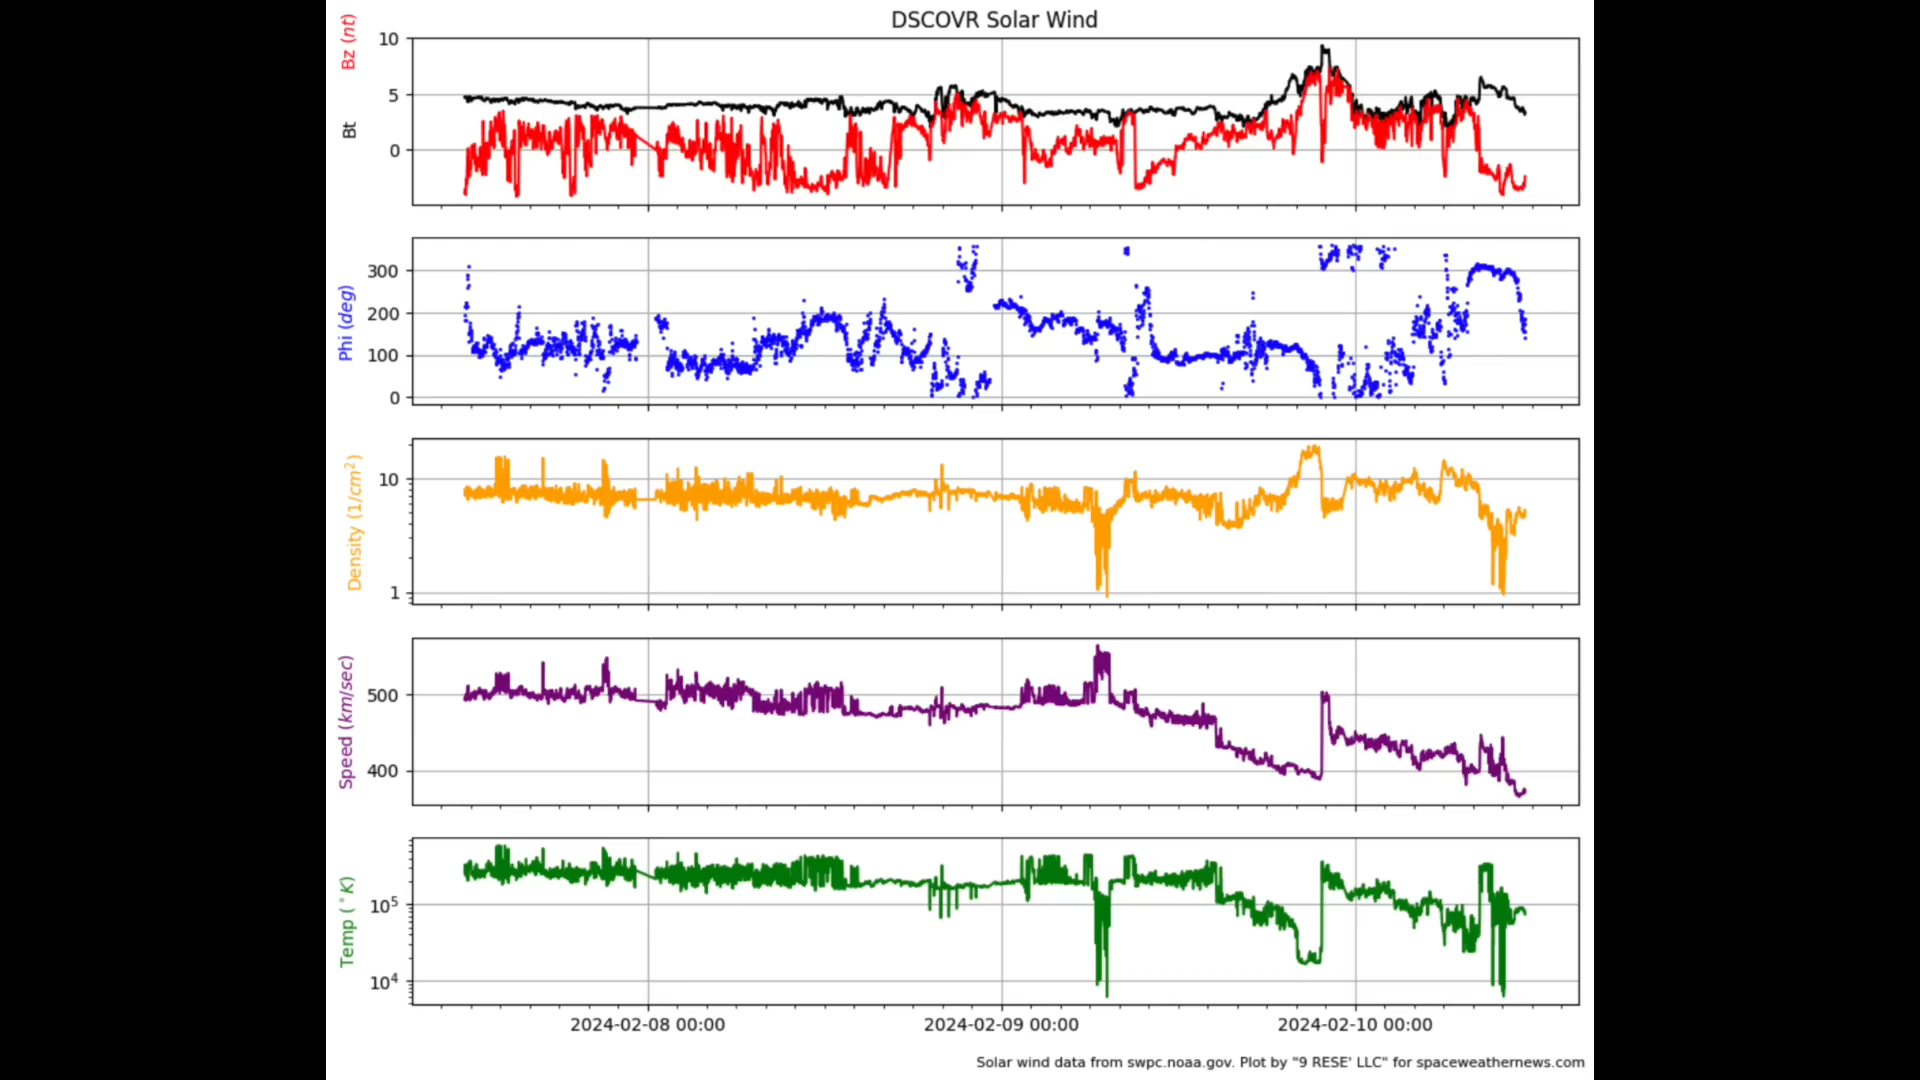 DSCOVR Solar Wind
Bz (nt)
Bt
10
5
0
Phi (deg)
300
200
100
0
Density (1/cm²)
10
1
Speed (km/sec)
500
400
Temp (°K)
10⁵
10⁴
2024-02-08 00:00 2024-02-09 00:00 2024-02-10 00:00
Solar wind data from swpc.noaa.gov. Plot by "9 RESE' LLC" for spaceweathernews.com